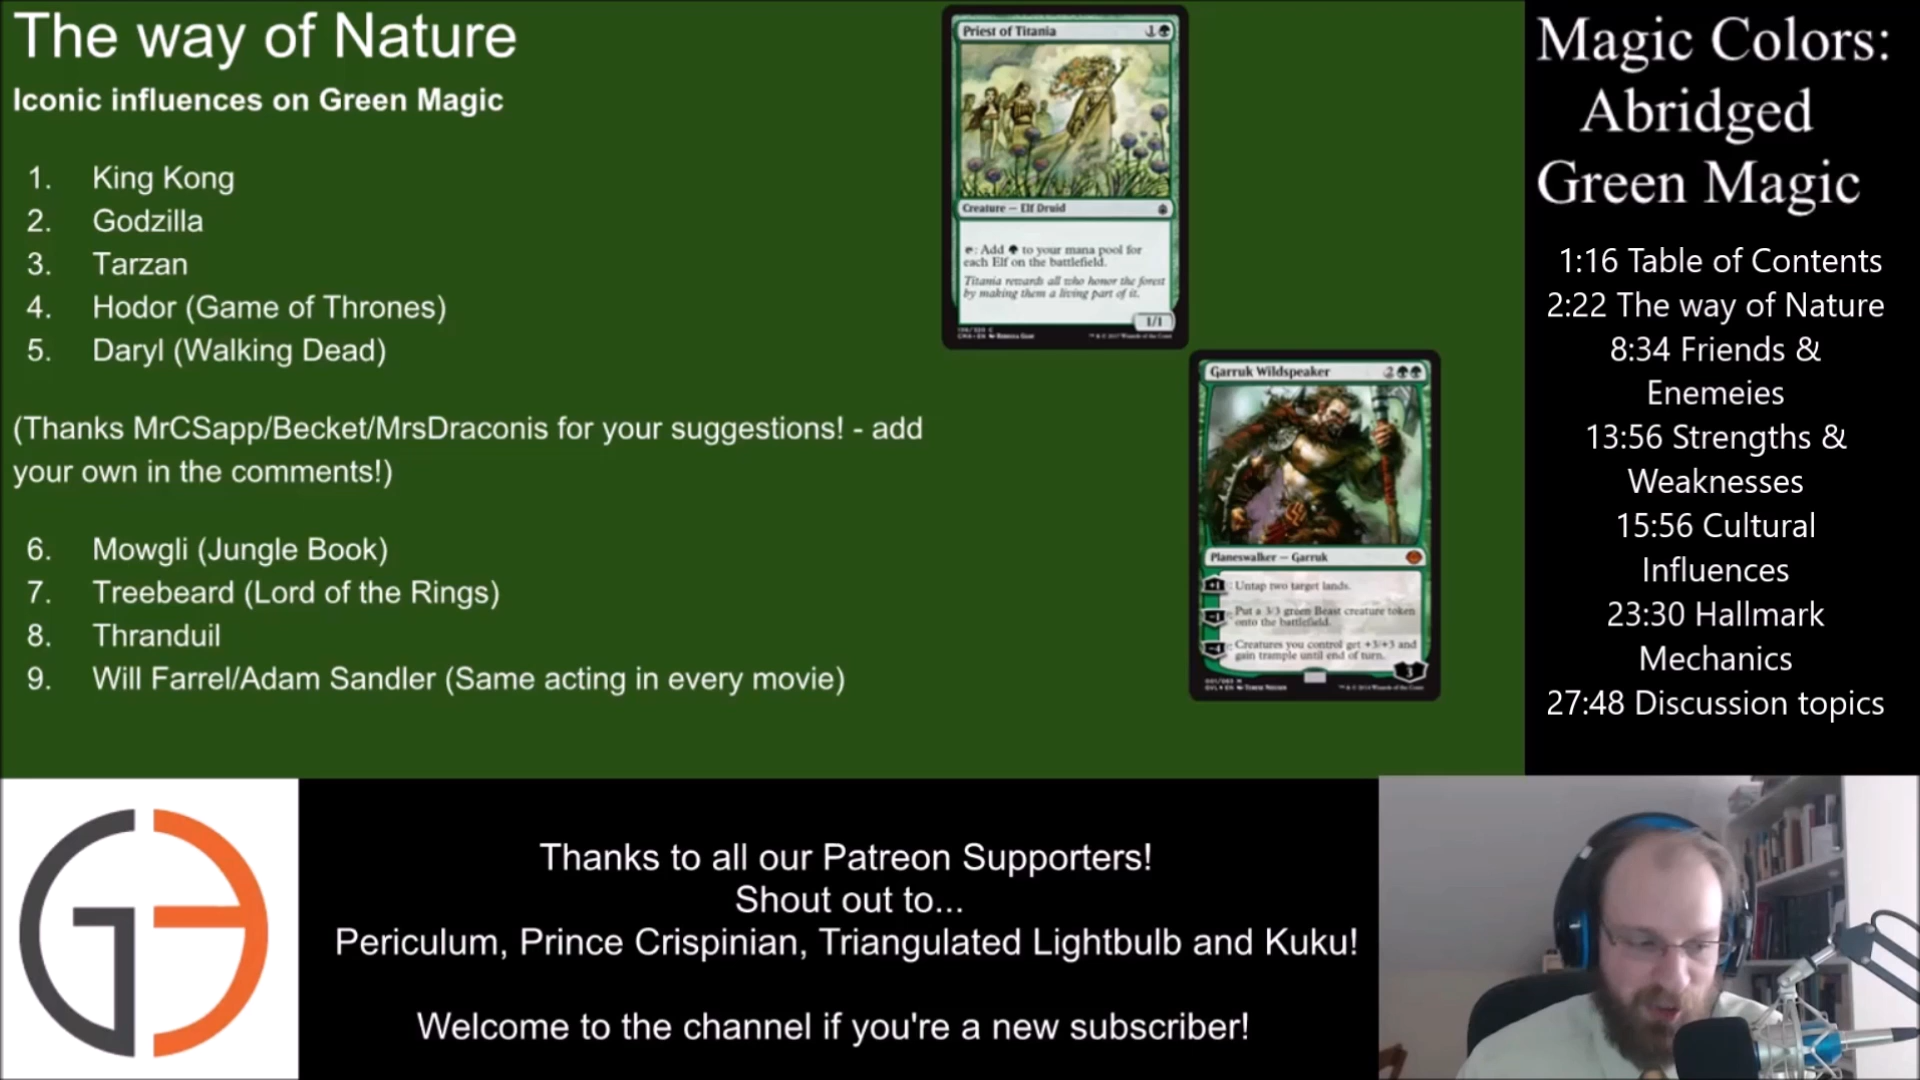 The way of Nature
Iconic influences on Green Magic
1. King Kong
2. Godzilla
3. Tarzan
4. Hodor (Game of Thrones)
5. Daryl (Walking Dead)
(Thanks MrCSapp/Becket/MrsDraconis for your suggestions! - add
your own in the comments!)
6. Mowgli (Jungle Book)
7. Treebeard (Lord of the Rings)
8. Thranduil
9. Will Farrel/Adam Sandler (Same acting in every movie)
Priest of Titania 1
Creature — Elf Druid
: Add to your mana pool for
each Elf on the battlefield.
Titania rewards all who honor the forest
by making them a living part of it.
1/1
Garruk Wildspeaker 2
Planeswalker — Garruk
+1: Untap two target lands.
-1: Put a 3/3 green Beast creature token
onto the battlefield.
-4: Creatures you control get +3/+3 and
gain trample until end of turn.
3
Magic Colors:
Abridged
Green Magic
1:16 Table of Contents
2:22 The way of Nature
8:34 Friends &
Enemeies
13:56 Strengths &
Weaknesses
15:56 Cultural
Influences
23:30 Hallmark
Mechanics
27:48 Discussion topics
Thanks to all our Patreon Supporters!
Shout out to...
Periculum, Prince Crispinian, Triangulated Lightbulb and Kuku!
Welcome to the channel if you're a new subscriber!